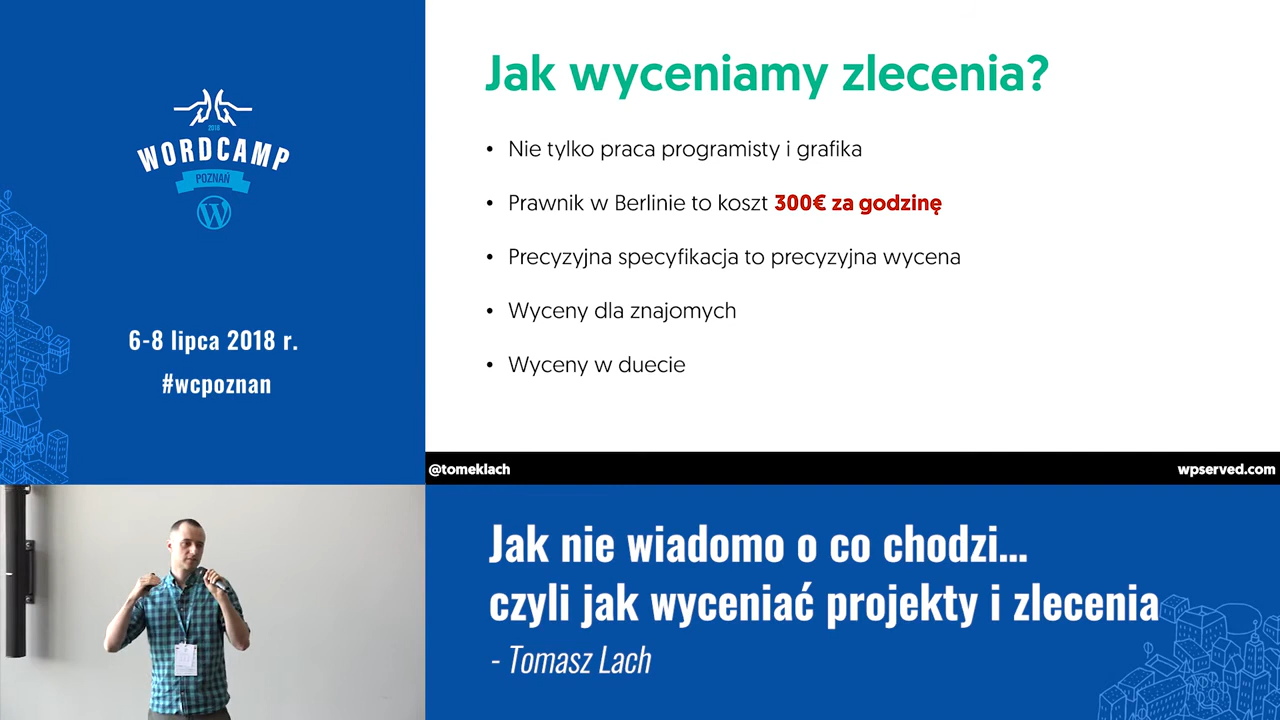 2018
WORDCAMP
POZNAŃ
6-8 lipca 2018 r.
#wcpoznan
Jak wyceniamy zlecenia?
• Nie tylko praca programisty i grafika
• Prawnik w Berlinie to koszt 300€ za godzinę
• Precyzyjna specyfikacja to precyzyjna wycena
• Wyceny dla znajomych
• Wyceny w duecie
@tomeklach
wpserved.com
Jak nie wiadomo o co chodzi...
czyli jak wyceniać projekty i zlecenia
- Tomasz Lach